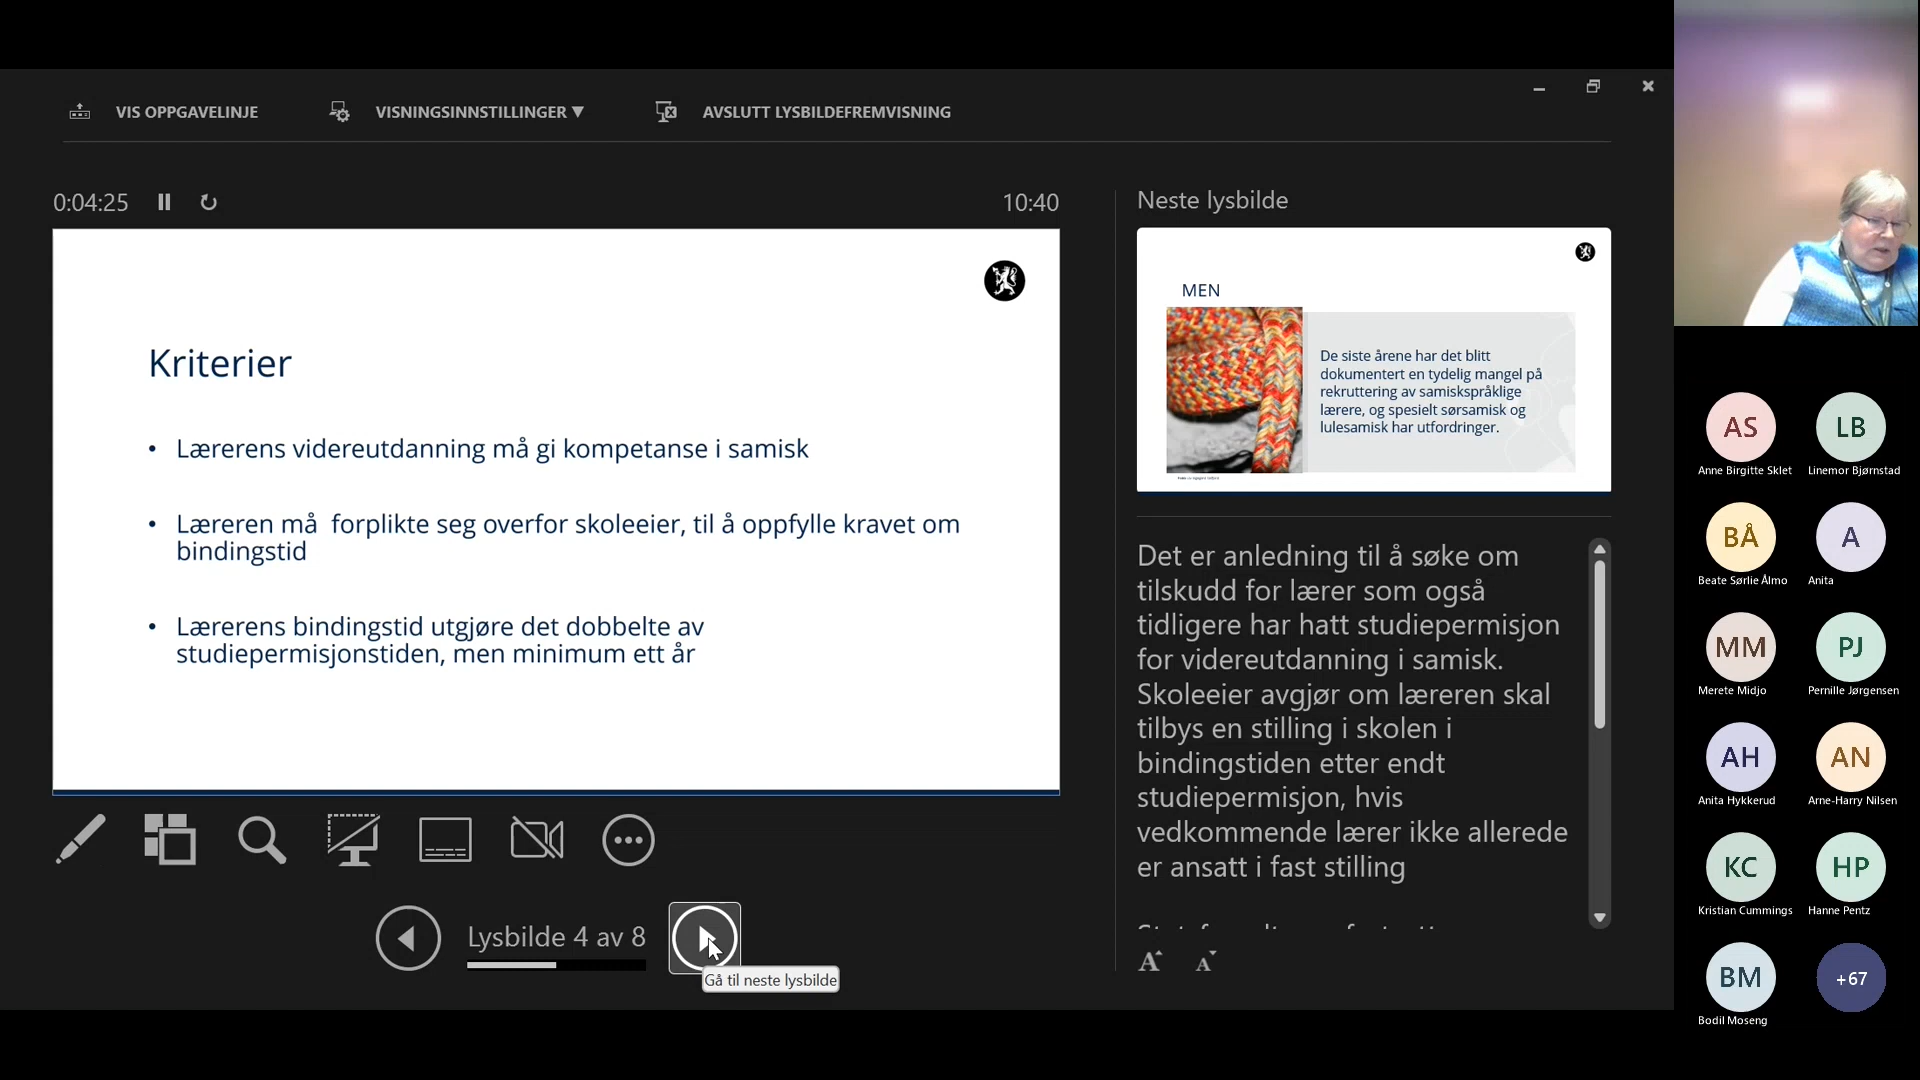 VIS OPPGAVELINJE
VISNINGSINNSTILLINGER ▼
AVSLUTT LYSBILDEFREMVISNING
0:04:25
10:40
Kriterier
• Lærerens videreutdanning må gi kompetanse i samisk
• Læreren må  forplikte seg overfor skoleeier, til å oppfylle kravet om
bindingstid
• Lærerens bindingstid utgjøre det dobbelte av
studiepermisjonstiden, men minimum ett år
Lysbilde 4 av 8
Gå til neste lysbilde
Neste lysbilde
MEN
De siste årene har det blitt
dokumentert en tydelig mangel på
rekruttering av samiskspråklige
lærere, og spesielt sørsamisk og
lulesamisk har utfordringer.
Det er anledning til å søke om
tilskudd for lærer som også
tidligere har hatt studiepermisjon
for videreutdanning i samisk.
Skoleeier avgjør om læreren skal
tilbys en stilling i skolen i
bindingstiden etter endt
studiepermisjon, hvis
vedkommende lærer ikke allerede
er ansatt i fast stilling
A A
AS
Anne Birgitte Sklet
LB
Linemor Bjørnstad
BÅ
Beate Sørlie Ålmo
A
Anita
MM
Merete Midjo
PJ
Pernille Jørgensen
AH
Anita Hykkerud
AN
Arne-Harry Nilsen
KC
Kristian Cummings
HP
Hanne Pentz
BM
Bodil Moseng
+67